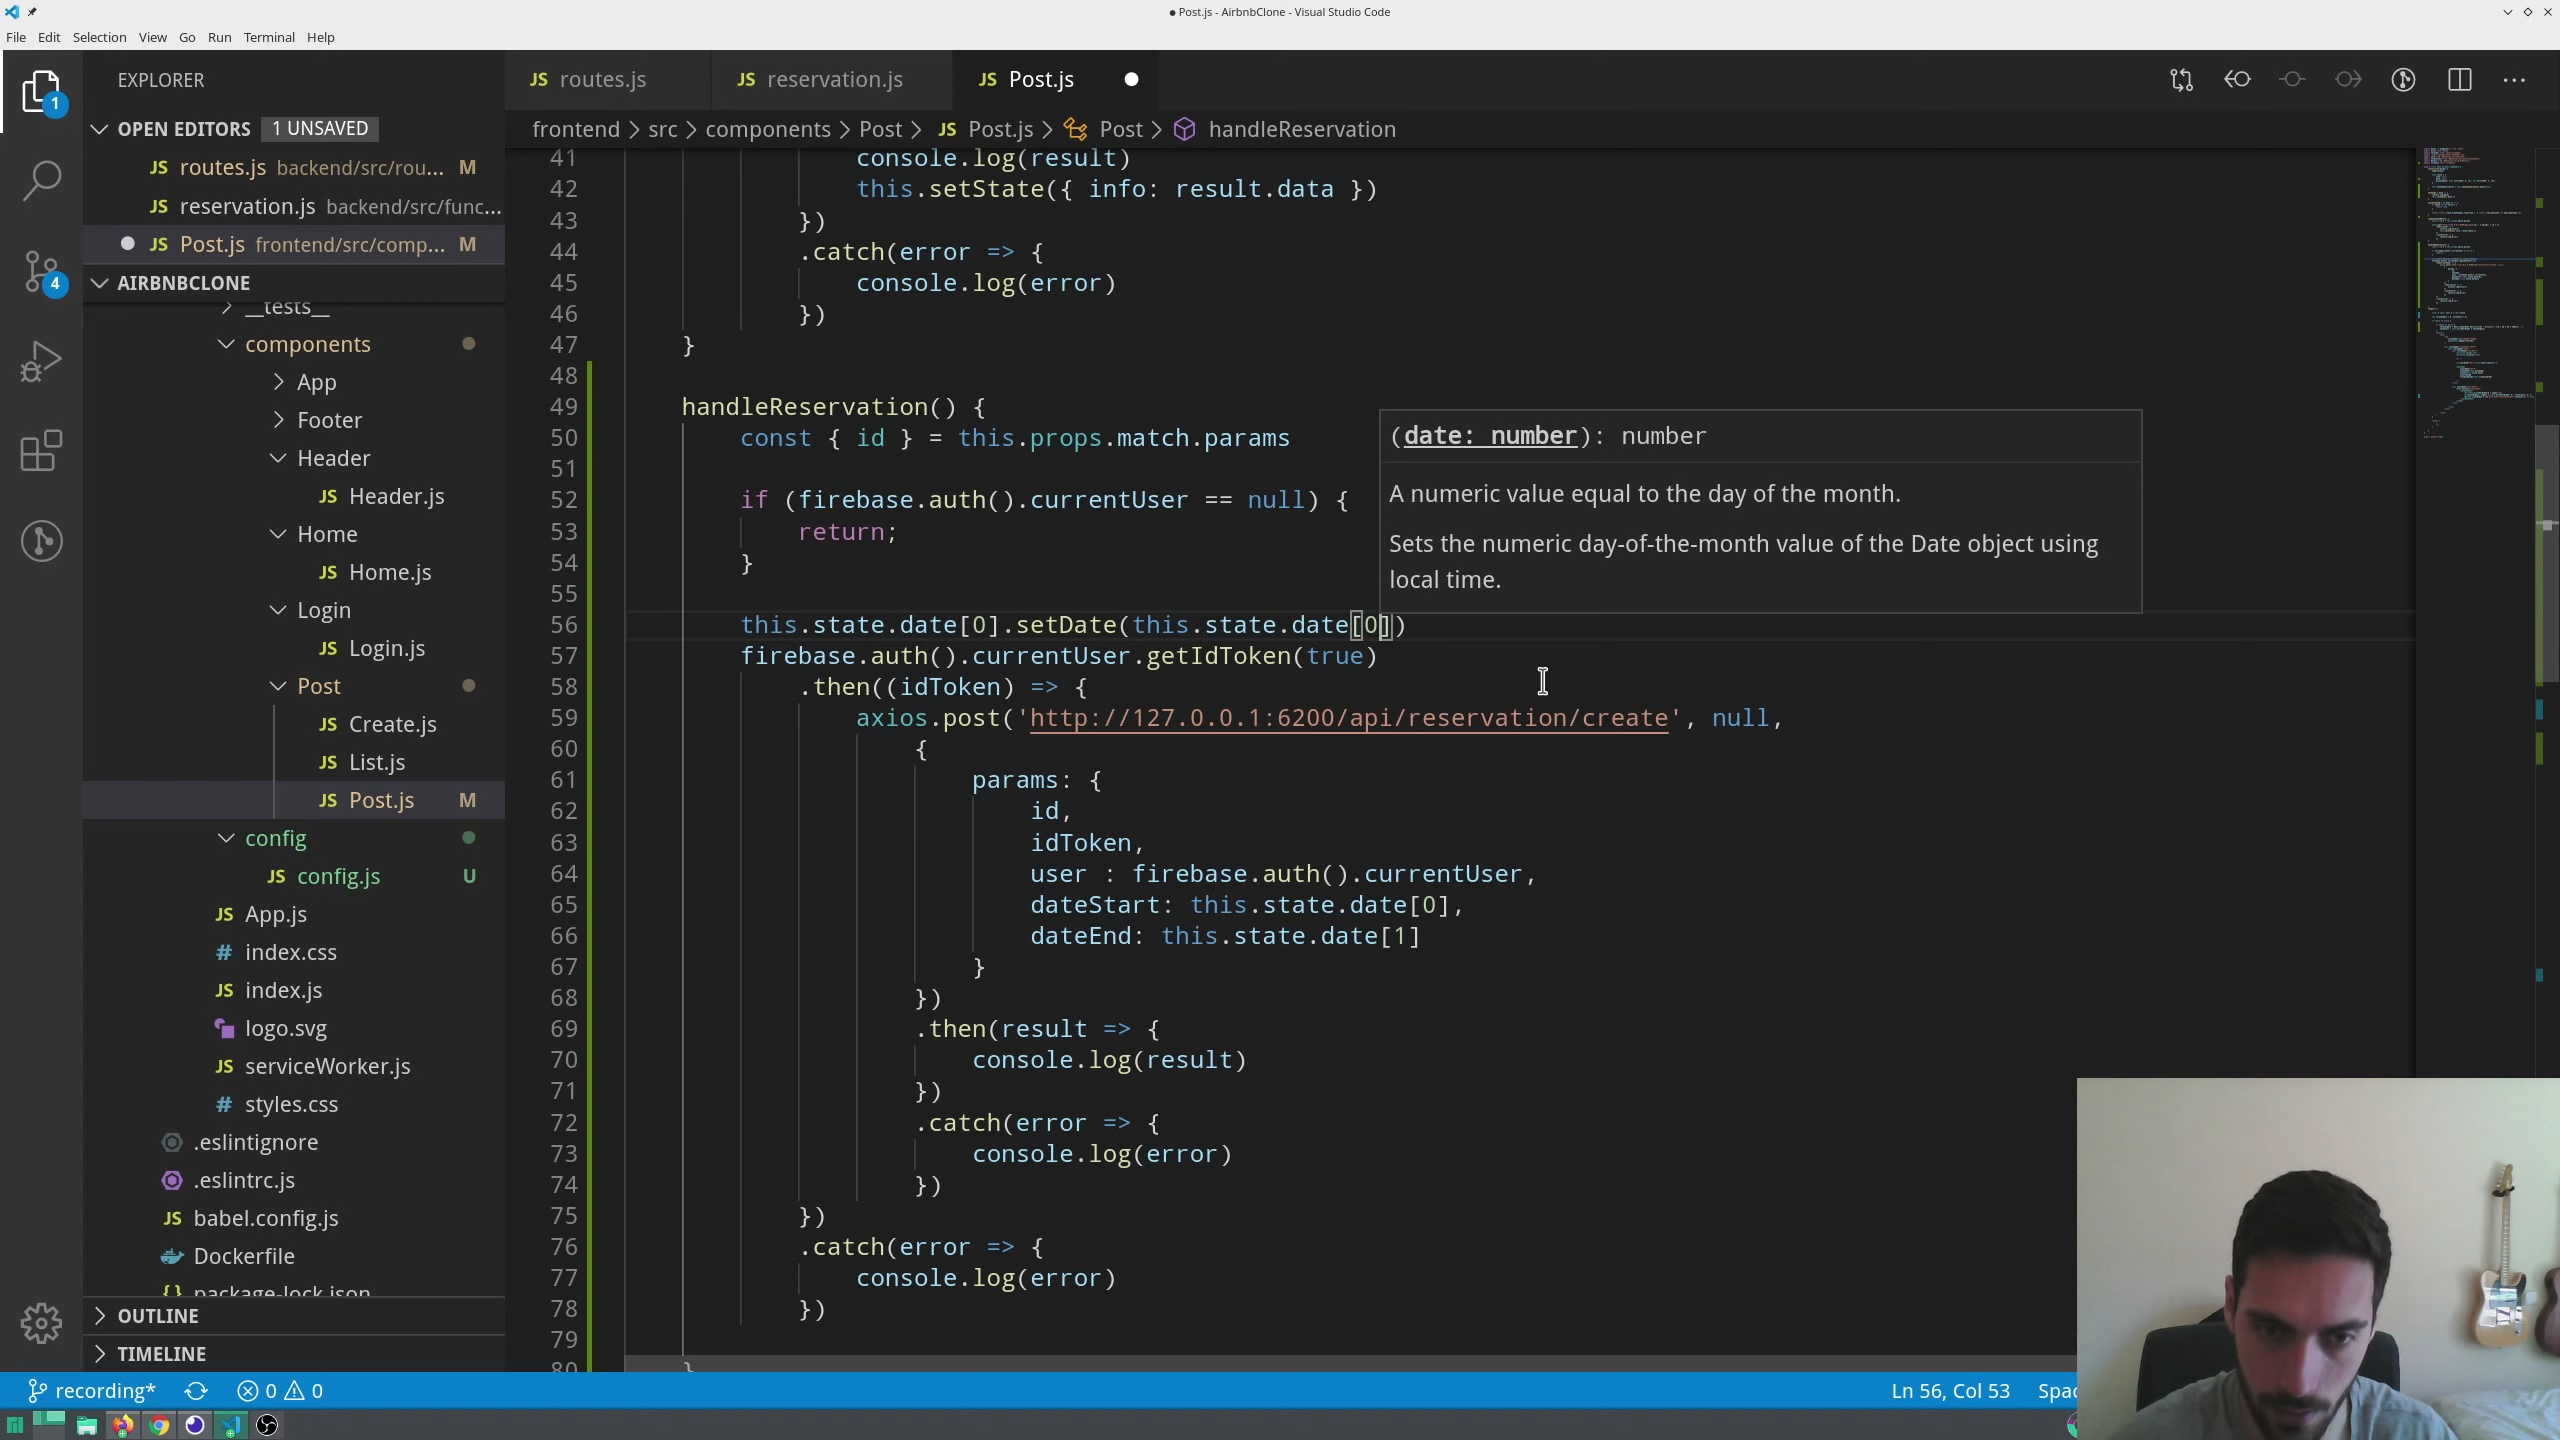 Post.js - AirbnbClone - Visual Studio Code
File Edit Selection View Go Run Terminal Help
EXPLORER
1
4
OPEN EDITORS 1 UNSAVED
JS routes.js backend/src/rou... M
JS reservation.js backend/src/func...
JS Post.js frontend/src/comp... M
AIRBNBCLONE
__tests__
components
App
Footer
Header
JS Header.js
Home
JS Home.js
Login
JS Login.js
Post
JS Create.js
JS List.js
JS Post.js M
config
JS config.js U
JS App.js
# index.css
JS index.js
logo.svg
JS serviceWorker.js
# styles.css
.eslintignore
.eslintrc.js
JS babel.config.js
Dockerfile
{} package-lock.json
OUTLINE
TIMELINE
JS routes.js JS reservation.js JS Post.js
frontend > src > components > Post > JS Post.js > Post > handleReservation
41 console.log(result)
42 this.setState({ info: result.data })
43 })
44 .catch(error => {
45 console.log(error)
46 })
47 }
48
49 handleReservation() {
50 const { id } = this.props.match.params
51
52 if (firebase.auth().currentUser == null) {
53 return;
54 }
55
56 this.state.date[0].setDate(this.state.date[0])
57 firebase.auth().currentUser.getIdToken(true)
58 .then((idToken) => {
59 axios.post('http://127.0.0.1:6200/api/reservation/create', null,
60 {
61 params: {
62 id,
63 idToken,
64 user : firebase.auth().currentUser,
65 dateStart: this.state.date[0],
66 dateEnd: this.state.date[1]
67 }
68 })
69 .then(result => {
70 console.log(result)
71 })
72 .catch(error => {
73 console.log(error)
74 })
75 })
76 .catch(error => {
77 console.log(error)
78 })
79
80 }
(date: number): number
A numeric value equal to the day of the month.
Sets the numeric day-of-the-month value of the Date object using
local time.
recording* 0 0 Ln 56, Col 53